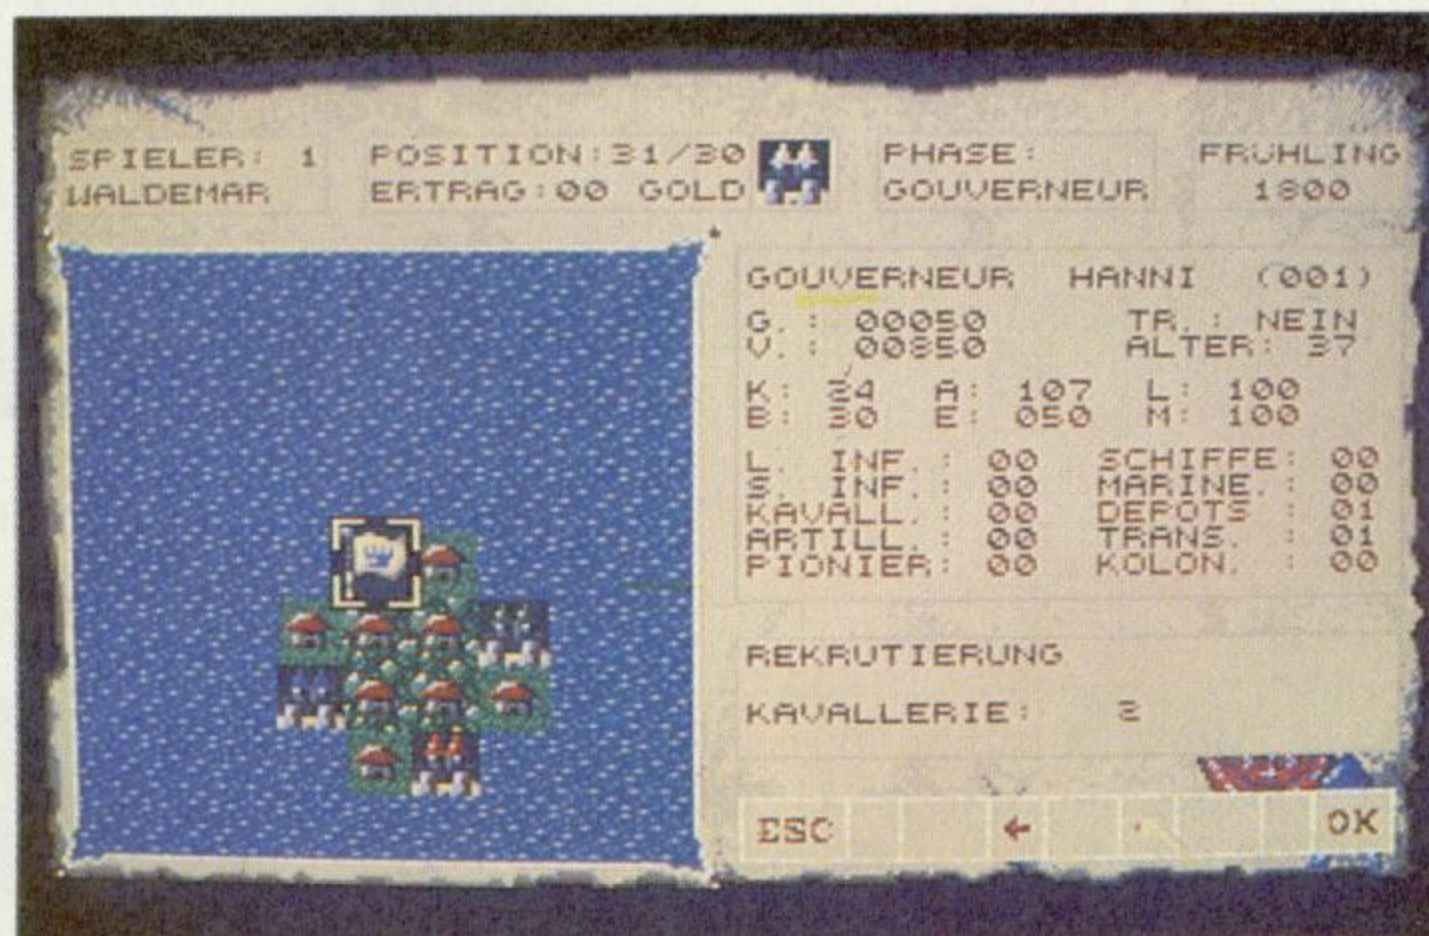 SPIELER: 1
WALDEMAR
POSITION:31/30
ERTRAG:00 GOLD
PHASE:
GOUVERNEUR
FRÜHLING
1800
GOUVERNEUR HANNI (001)
G.: 00050 TR.: NEIN
V.: 00850 ALTER: 37
K: 34 A: 107 L: 100
B: 30 E: 050 M: 100
L. INF.: 00 SCHIFFE: 00
S. INF.: 00 MARINE.: 00
KAVALL.: 00 DEPOTS : 01
ARTILL.: 00 TRANS. : 01
PIONIER: 00 KOLON. : 00
REKRUTIERUNG
KAVALLERIE: 2
ESC ← OK